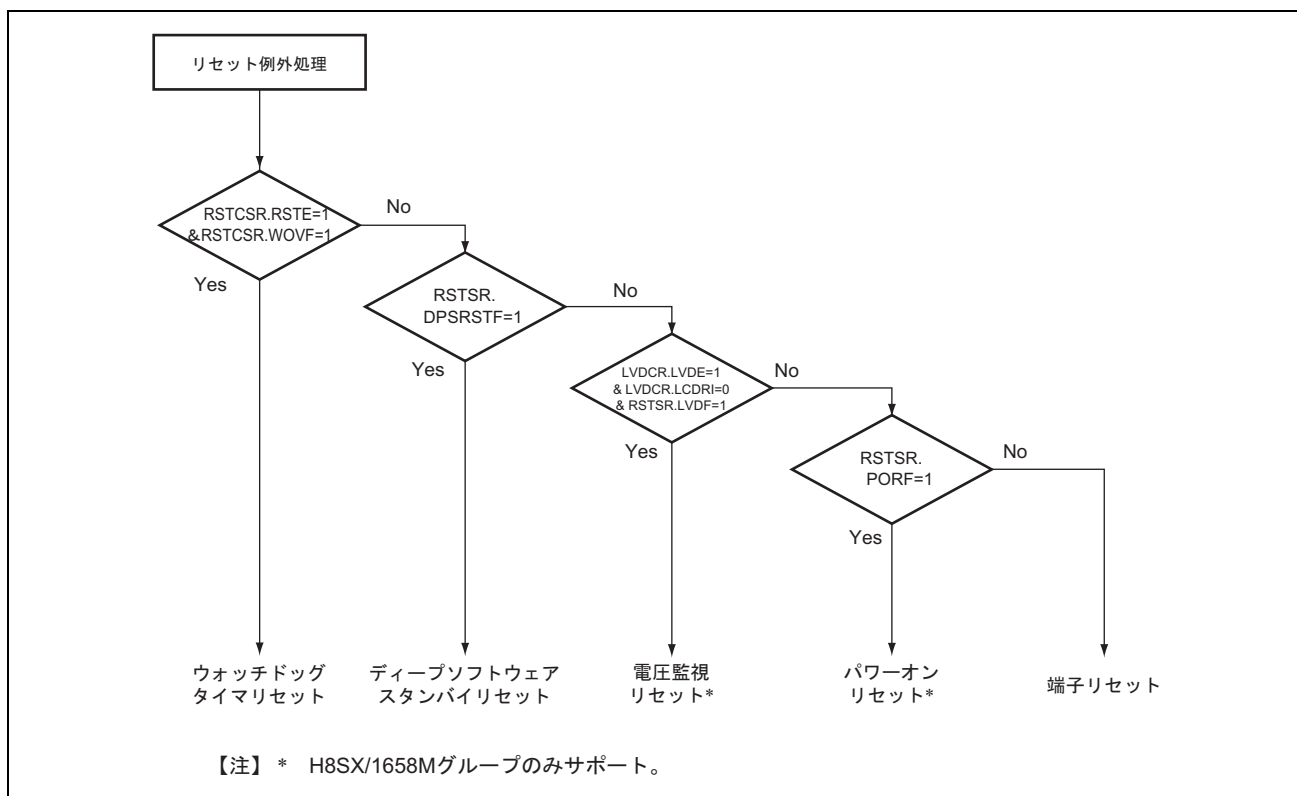 リセット例外処理
RSTCSR.RSTE=1
&RSTCSR.WOVF=1
No
Yes
RSTSR.
DPSRSTF=1
No
Yes
LVDCR.LVDE=1
& LVDCR.LCDRI=0
& RSTSR.LVDF=1
No
Yes
RSTSR.
PORF=1
No
Yes
ウォッチドッグ
タイマリセット
ディープソフトウェア
スタンバイリセット
電圧監視
リセット*
パワーオン
リセット*
端子リセット
【注】 * H8SX/1658Mグループのみサポート。